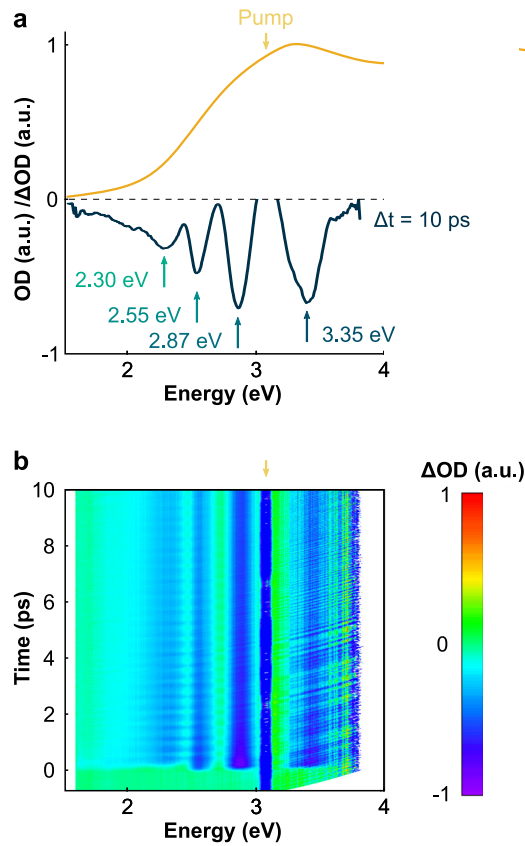 a
Pump
1
0
-1
OD (a.u.) /ΔOD (a.u.)
Δt = 10 ps
2.30 eV
2.55 eV
2.87 eV
3.35 eV
2 3 4
Energy (eV)
b
ΔOD (a.u.)
10
8
6
4
2
0
Time (ps)
2 3 4
Energy (eV)
1
0
-1